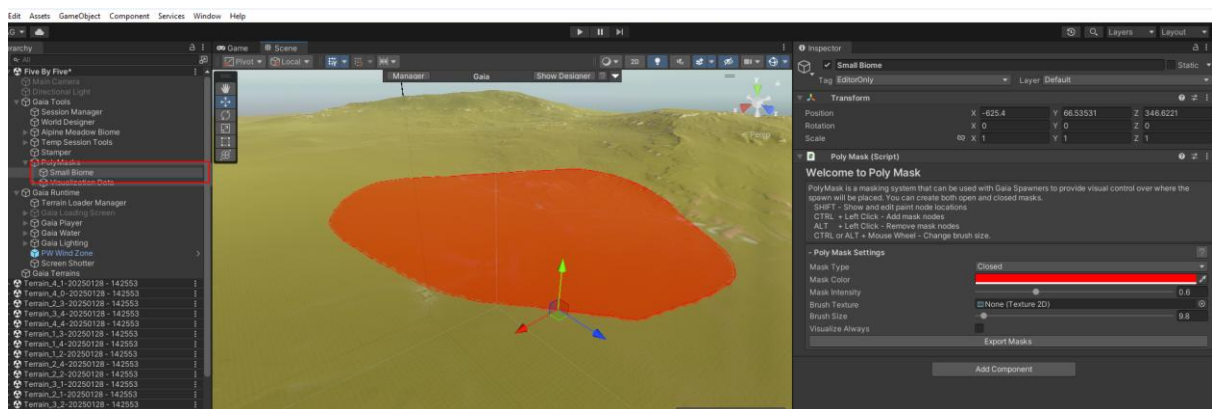 Edit Assets GameObject Component Services Window Help
Layers Layout
Hierarchy
All
Five By Five*
Main Camera
Directional Light
Gaia Tools
Session Manager
World Designer
Alpine Meadow Biome
Temp Session Tools
Stamper
PolyMasks
Small Biome
Visualization Data
Gaia Runtime
Terrain Loader Manager
Gaia Loading Screen
Gaia Player
Gaia Water
Gaia Lighting
PW Wind Zone
Screen Shotter
Gaia Terrains
Terrain_4_1-20250128 - 142553
Terrain_4_0-20250128 - 142553
Terrain_2_3-20250128 - 142553
Terrain_3_4-20250128 - 142553
Terrain_4_4-20250128 - 142553
Terrain_1_3-20250128 - 142553
Terrain_1_4-20250128 - 142553
Terrain_1_2-20250128 - 142553
Terrain_2_4-20250128 - 142553
Terrain_2_2-20250128 - 142553
Terrain_3_1-20250128 - 142553
Terrain_2_1-20250128 - 142553
Terrain_3_2-20250128 - 142553
Game Scene
Pivot Local 2D
Manager Gaia Show Designer
Persp
Inspector
Small Biome Static
Tag EditorOnly Layer Default
Transform
Position X -625.4 Y 66.53531 Z 346.6221
Rotation X 0 Y 0 Z 0
Scale X 1 Y 1 Z 1
Poly Mask (Script)
Welcome to Poly Mask
PolyMask is a masking system that can be used with Gaia Spawners to provide visual control over where the
spawn will be placed. You can create both open and closed masks.
SHIFT - Show and edit paint node locations
CTRL + Left Click - Add mask nodes
ALT + Left Click - Remove mask nodes
CTRL or ALT + Mouse Wheel - Change brush size.
- Poly Mask Settings
Mask Type Closed
Mask Color
Mask Intensity 0.6
Brush Texture None (Texture 2D)
Brush Size 9.8
Visualize Always
Export Masks
Add Component